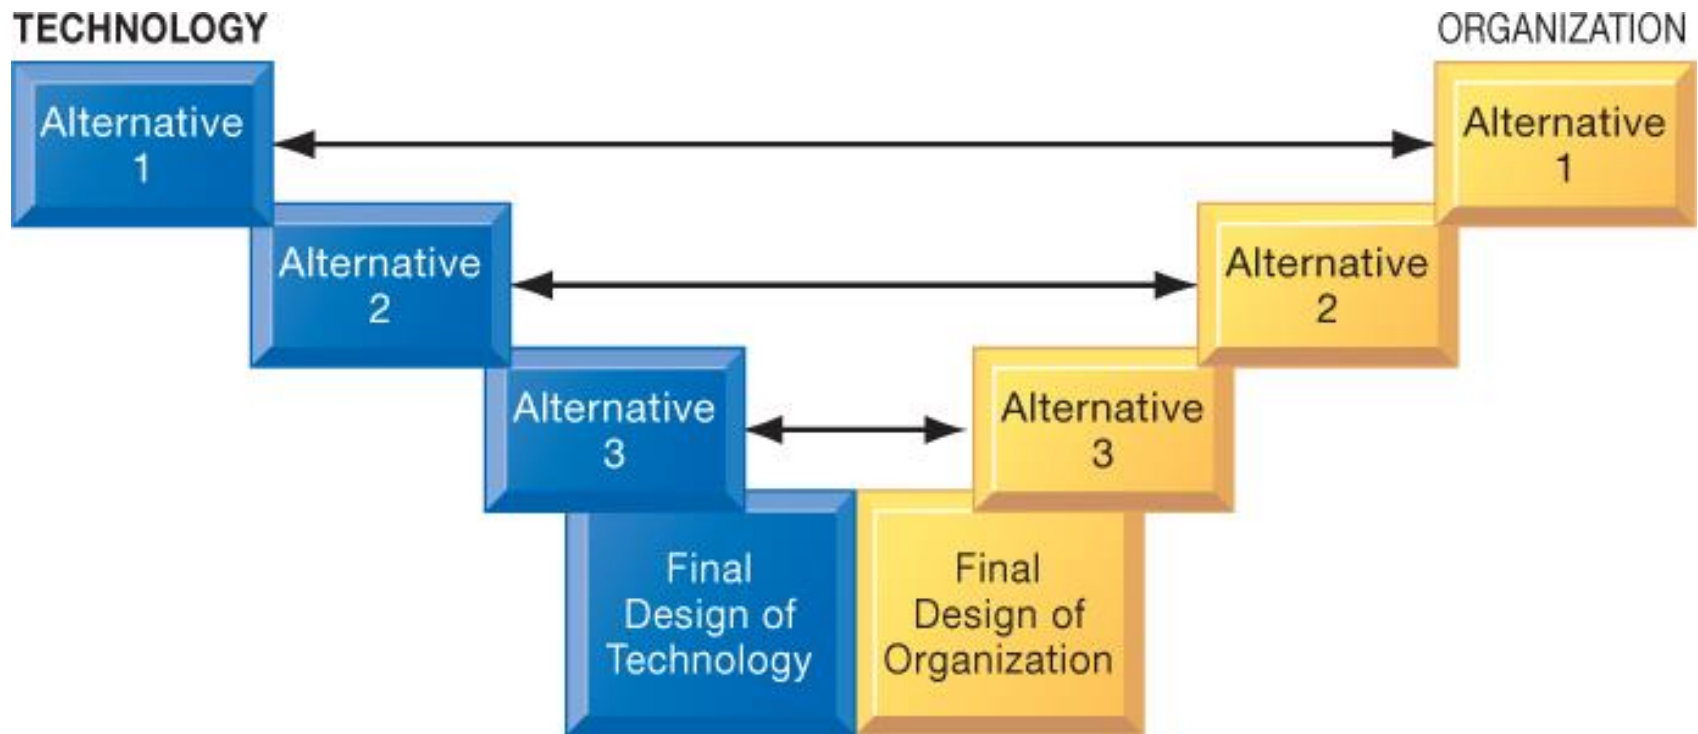 TECHNOLOGY
ORGANIZATION
Alternative
1
Alternative
1
Alternative
2
Alternative
2
Alternative
3
Alternative
3
Final
Design of
Technology
Final
Design of
Organization